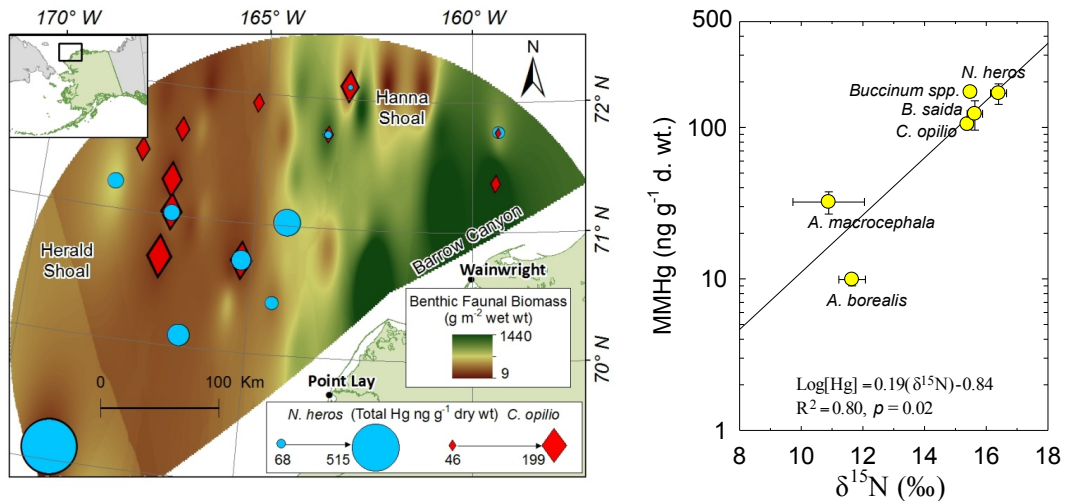 170° W
165° W
160° W
N
Hanna
Shoal
72° N
Herald
Shoal
71° N
Barrow Canyon
Wainwright
Benthic Faunal Biomass
(g m⁻² wet wt)
1440
9
70° N
0 100 Km
Point Lay
N. heros (Total Hg ng g⁻¹ dry wt) C. opilio
68 515 46 199
500
100
10
1
MMHg (ng g⁻¹ d. wt.)
N. heros
Buccinum spp.
B. saida
C. opilio
A. macrocephala
A. borealis
Log[Hg] =0.19(δ¹⁵N)-0.84
R² =0.80, p = 0.02
8 10 12 14 16 18
δ¹⁵N (‰)